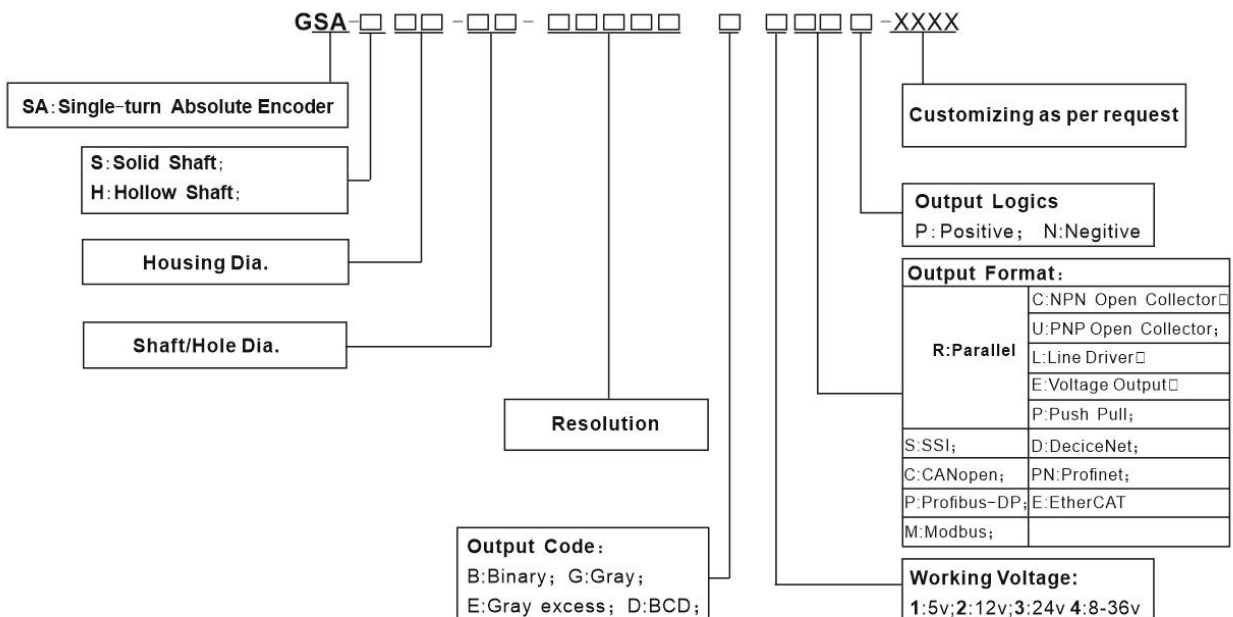 GSA-□ □□ -□□- □□□□□ □ □□□□-XXXX
SA:Single-turn Absolute Encoder
S:Solid Shaft;
H:Hollow Shaft;
Housing Dia.
Shaft/Hole Dia.
Resolution
Output Code:
B:Binary; G:Gray;
E:Gray excess; D:BCD;
Customizing as per request
Output Logics
P:Positive; N:Negitive
Output Format:
R:Parallel
C:NPN Open Collector□
U:PNP Open Collector;
L:Line Driver□
E:Voltage Output□
P:Push Pull;
S:SSI; D:DeciceNet;
C:CANopen; PN:Profinet;
P:Profibus-DP; E:EtherCAT
M:Modbus;
Working Voltage:
1:5v;2:12v;3:24v 4:8-36v